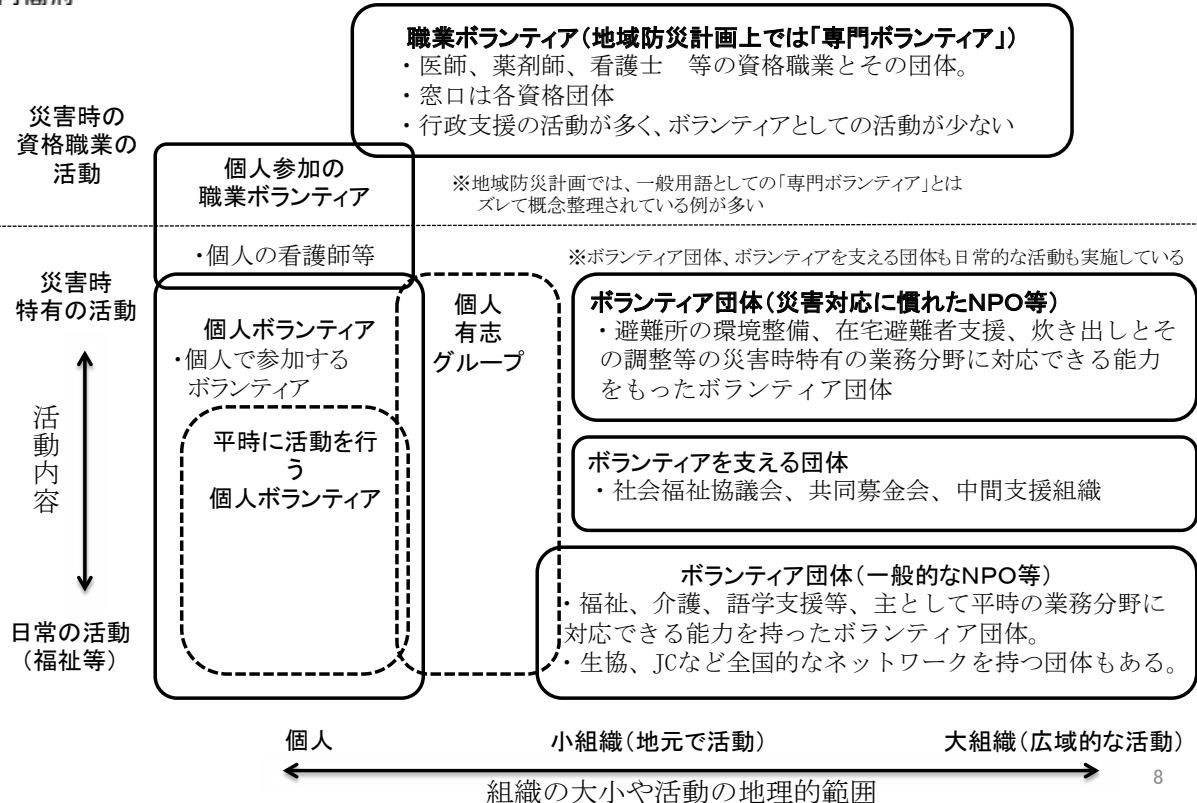 職業ボランティア（地域防災計画上では「専門ボランティア」）
・医師、薬剤師、看護士　等の資格職業とその団体。
・窓口は各資格団体
・行政支援の活動が多く、ボランティアとしての活動が少ない
災害時の
資格職業の
活動
個人参加の
職業ボランティア
※地域防災計画では、一般用語としての「専門ボランティア」とは
ズレて概念整理されている例が多い
・個人の看護師等
※ボランティア団体、ボランティアを支える団体も日常的な活動も実施している
災害時
特有の活動
個人ボランティア
・個人で参加する
ボランティア
個人
有志
グループ
ボランティア団体（災害対応に慣れたNPO等）
・避難所の環境整備、在宅避難者支援、炊き出しとそ
の調整等の災害時特有の業務分野に対応できる能力
をもったボランティア団体
活動内容
平時に活動を行
う
個人ボランティア
ボランティアを支える団体
・社会福祉協議会、共同募金会、中間支援組織
ボランティア団体（一般的なNPO等）
・福祉、介護、語学支援等、主として平時の業務分野に
対応できる能力を持ったボランティア団体。
・生協、JCなど全国的なネットワークを持つ団体もある。
日常の活動
（福祉等）
個人
小組織（地元で活動）
大組織（広域的な活動）
組織の大小や活動の地理的範囲
8